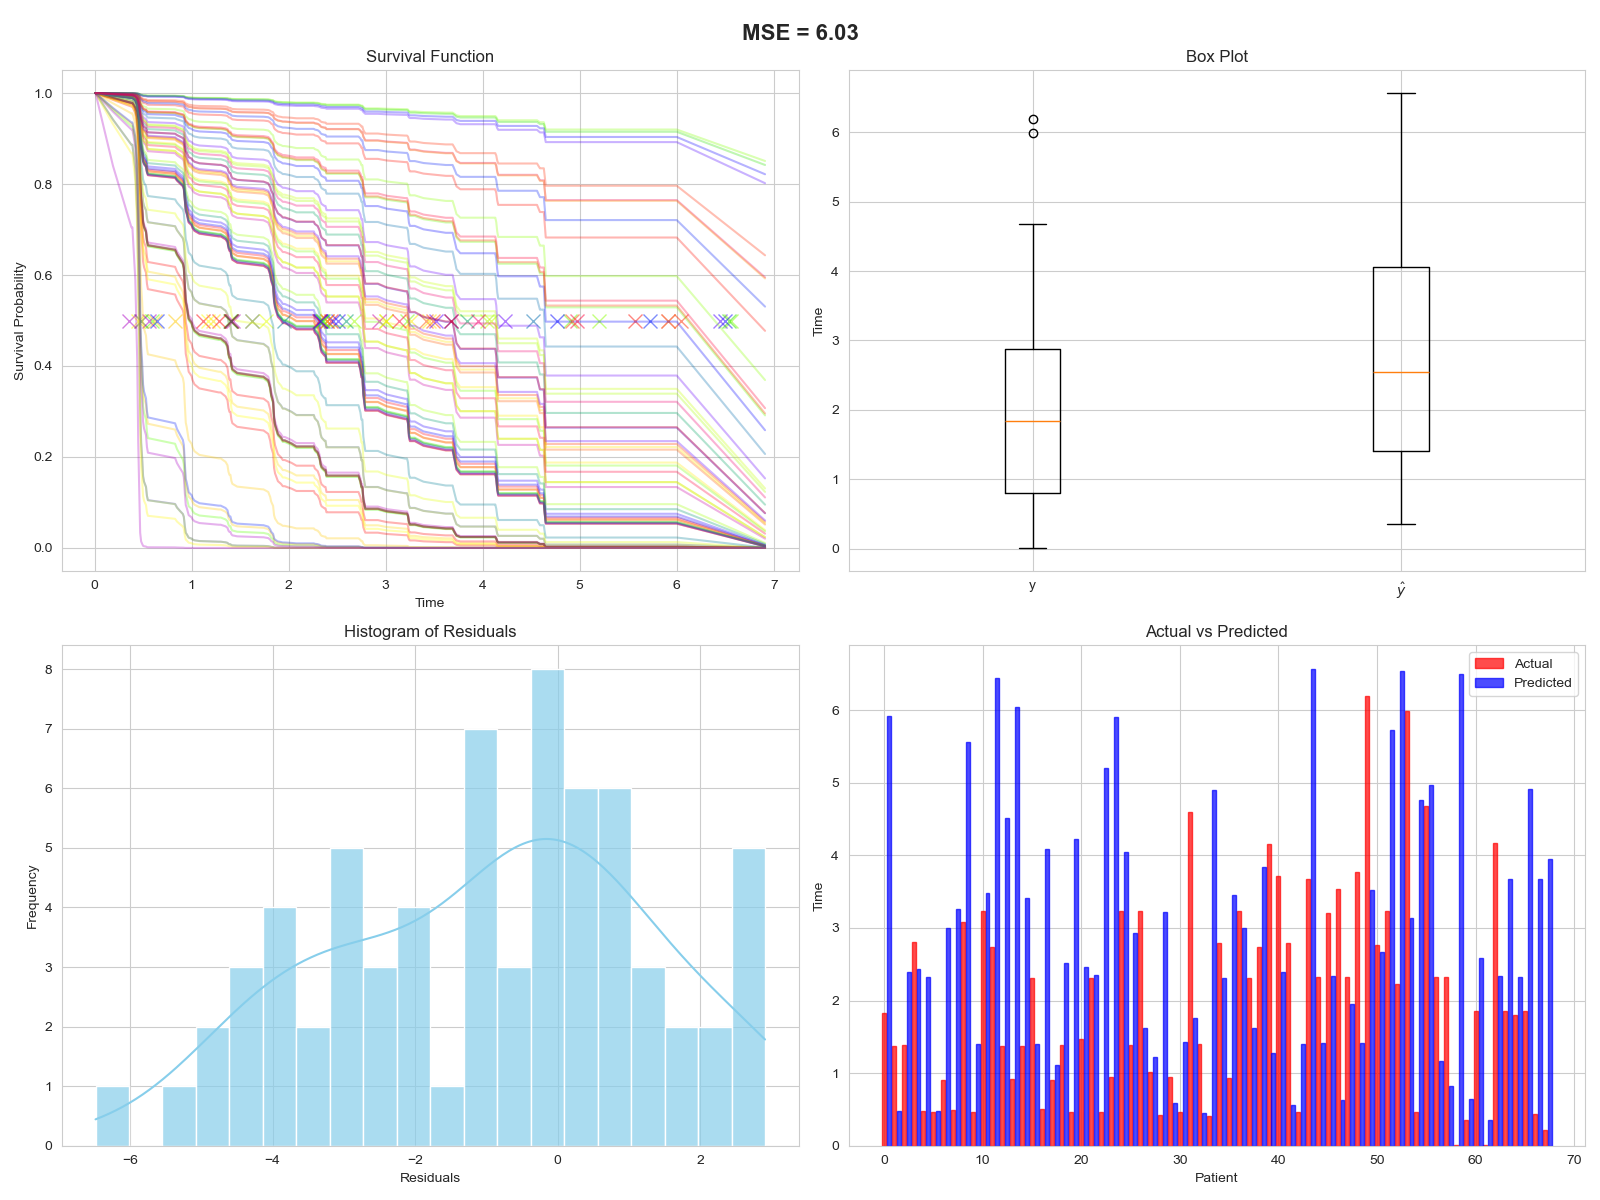 MSE = 6.03
Survival Function
Survival Probability
1.0
0.8
0.6
0.4
0.2
0.0
0 1 2 3 4 5 6 7
Time
Box Plot
Time
6
5
4
3
2
1
0
y ŷ
Histogram of Residuals
Frequency
8
7
6
5
4
3
2
1
0
−6 −4 −2 0 2
Residuals
Actual vs Predicted
Actual
Predicted
Time
6
5
4
3
2
1
0
0 10 20 30 40 50 60 70
Patient